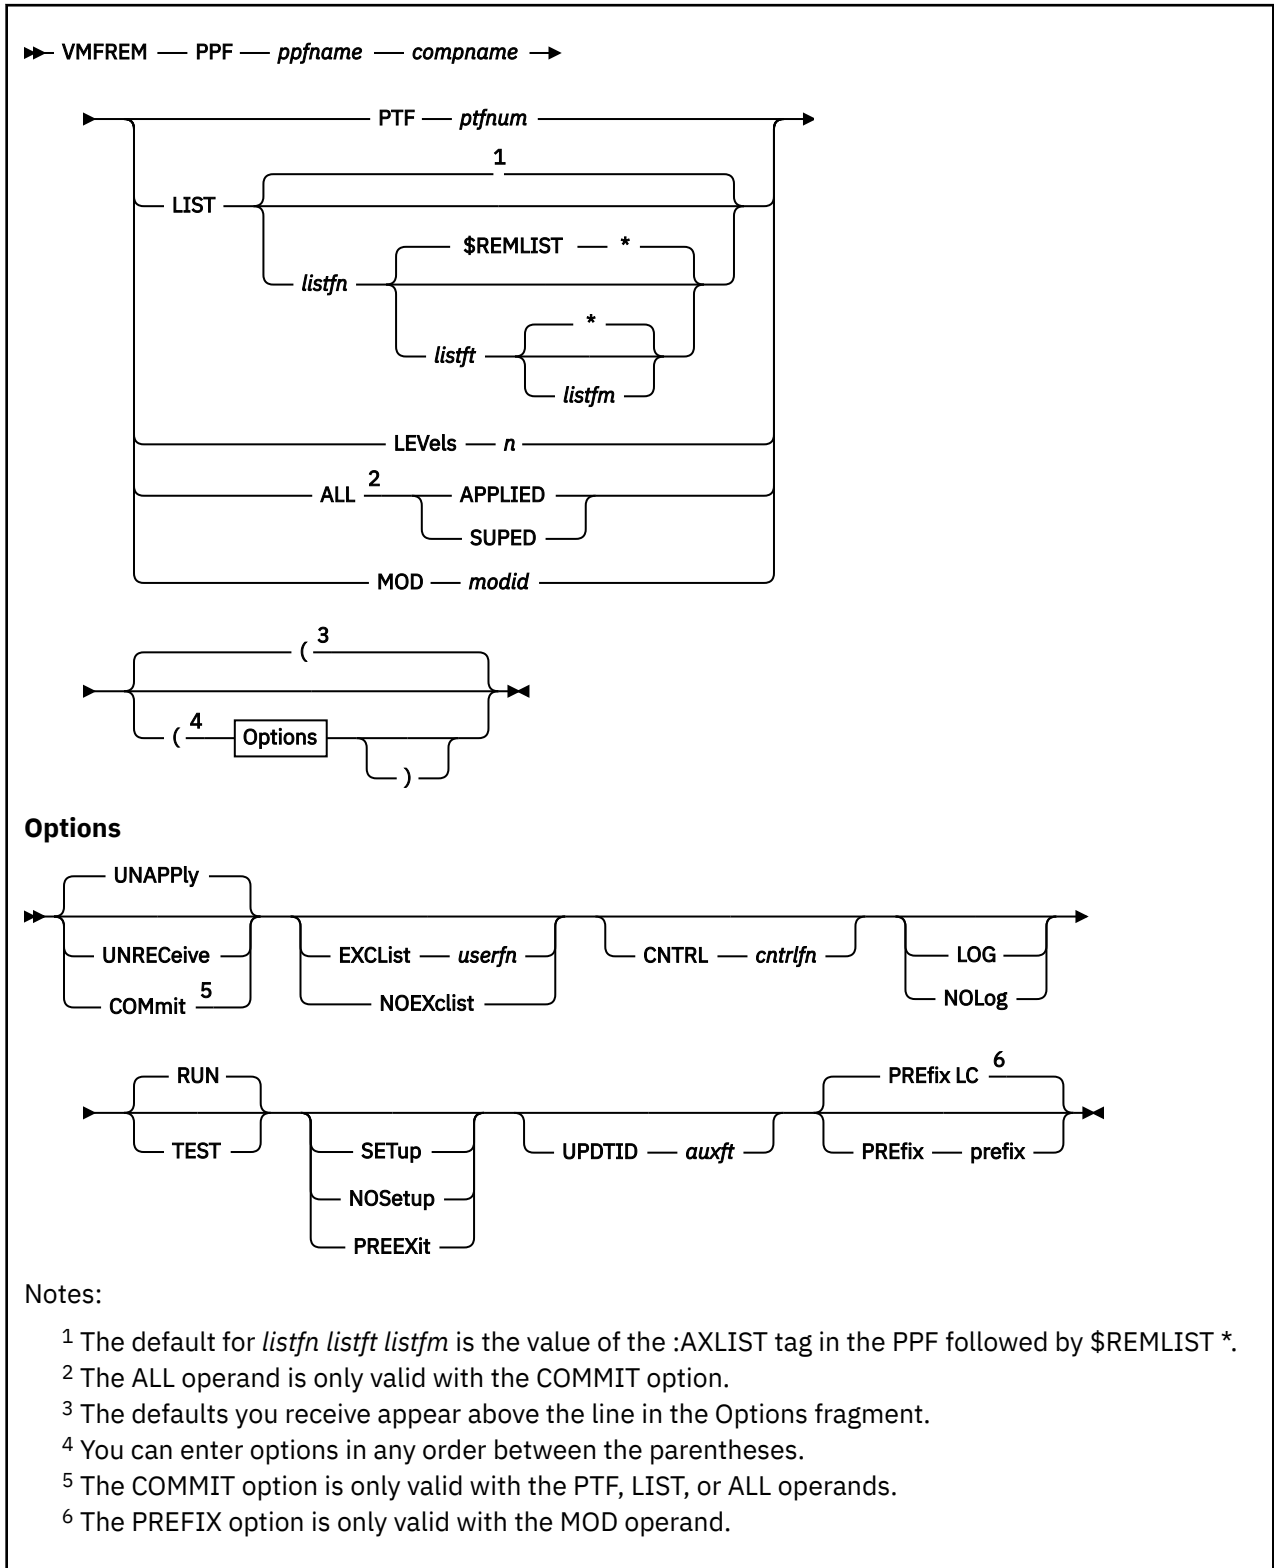 VMFREM PPF ppfname compname
PTF ptfnum
1
LIST
$REMLIST *
listfn
*
listft
listfm
LEVels n
ALL 2 APPLIED
SUPED
MOD modid
( 3
( 4 Options
)
Options
UNAPPly
UNRECeive EXCList userfn CNTRL cntrlfn LOG
COMmit 5 NOEXclist NOLog
RUN PREfix LC 6
TEST SETup UPDTID auxft PREfix prefix
NOSetup
PREEXit
Notes:
1 The default for listfn listft listfm is the value of the :AXLIST tag in the PPF followed by $REMLIST *.
2 The ALL operand is only valid with the COMMIT option.
3 The defaults you receive appear above the line in the Options fragment.
4 You can enter options in any order between the parentheses.
5 The COMMIT option is only valid with the PTF, LIST, or ALL operands.
6 The PREFIX option is only valid with the MOD operand.